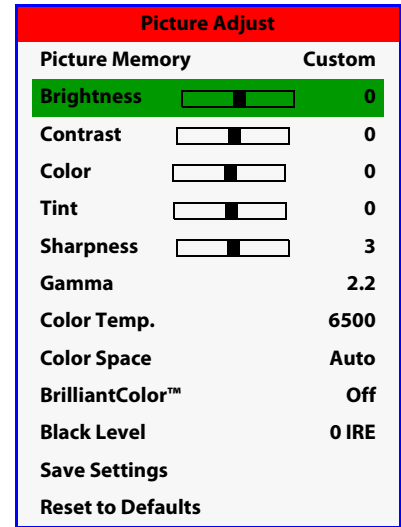 Picture Adjust
Picture Memory Custom
Brightness 0
Contrast 0
Color 0
Tint 0
Sharpness 3
Gamma 2.2
Color Temp. 6500
Color Space Auto
BrilliantColor™ Off
Black Level 0 IRE
Save Settings
Reset to Defaults